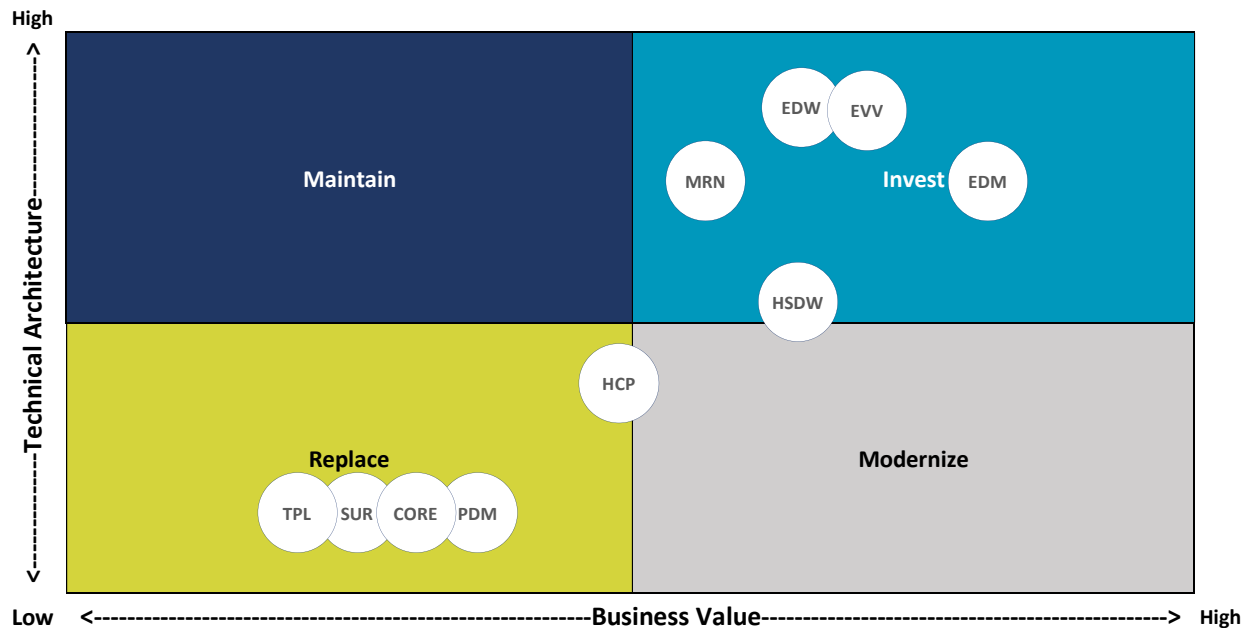 High
EDW
EVV
Maintain
MRN
Invest
EDM
HSDW
<------Technical Architecture------------------>
HCP
Replace
Modernize
TPL
SUR
CORE
PDM
Low
<---------------------------------------------------Business Value------------------------------------------>
High